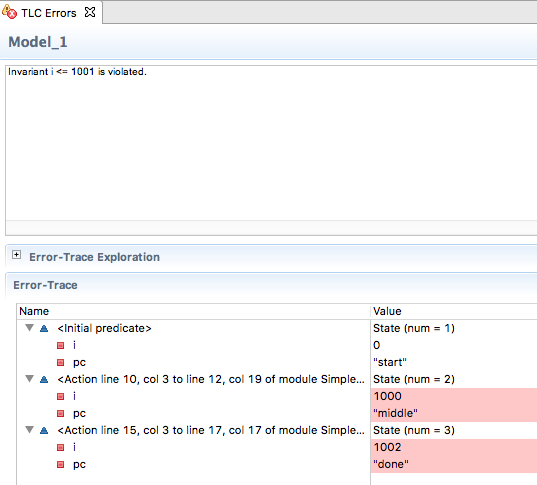 TLC Errors
Model_1
Invariant i <= 1001 is violated.
Error-Trace Exploration
Error-Trace
Name Value
<Initial predicate> State (num = 1)
i 0
pc "start"
<Action line 10, col 3 to line 12, col 19 of module Simple... State (num = 2)
i 1000
pc "middle"
<Action line 15, col 3 to line 17, col 17 of module Simple... State (num = 3)
i 1002
pc "done"